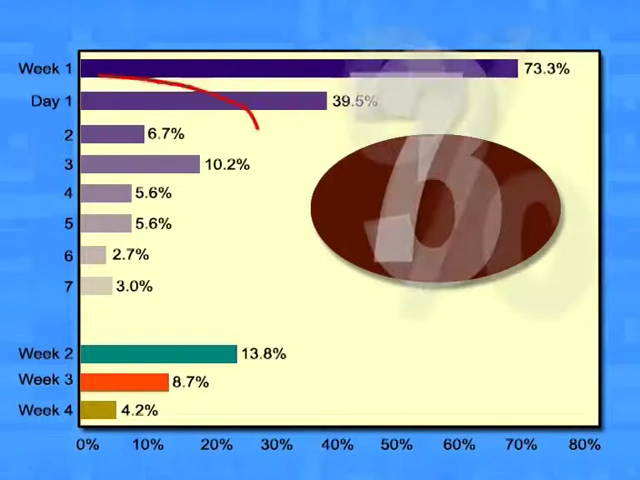 Week 1 73.3%
Day 1 39.5%
2 6.7%
3 10.2%
4 5.6%
5 5.6%
6 2.7%
7 3.0%
Week 2 13.8%
Week 3 8.7%
Week 4 4.2%
0% 10% 20% 30% 40% 50% 60% 70% 80%